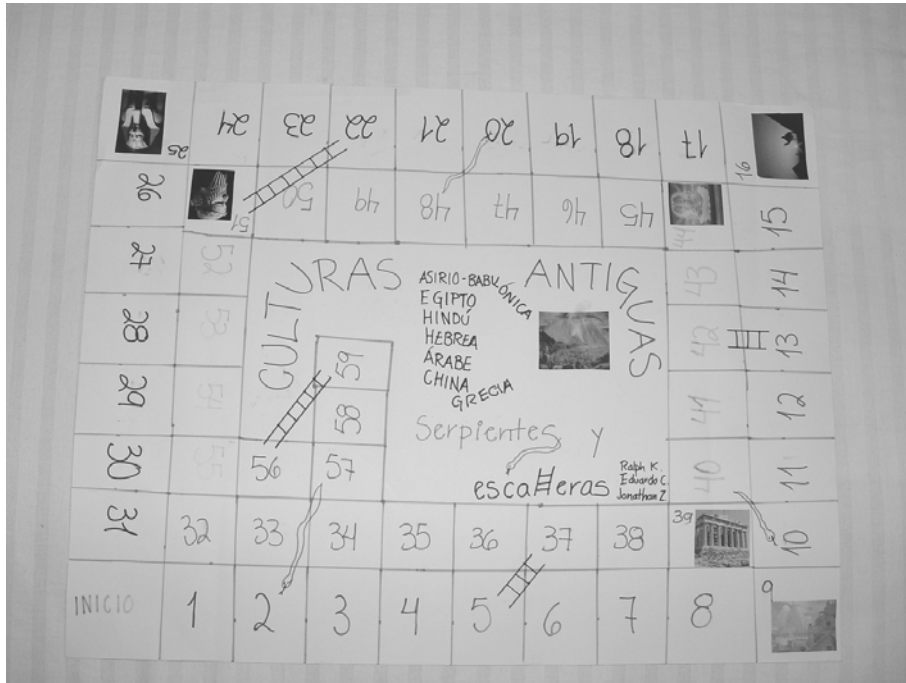 25 24 23 22 21 20 19 18 17 16
26 51 50 49 48 47 46 45 44 15
27 52 43 14
28 53 42 13
29 54 41 12
30 55 40 11
CULTURAS ANTIGUAS
ASIRIO-BABILÓNICA
EGIPTO
HINDÚ
HEBREA
ÁRABE
CHINA
GRECIA
Serpientes y
escaleras
Ralph K.
Eduardo C.
Jonathan Z.
59
58
56 57
31 32 33 34 35 36 37 38 39 10
INICIO 1 2 3 4 5 6 7 8 9